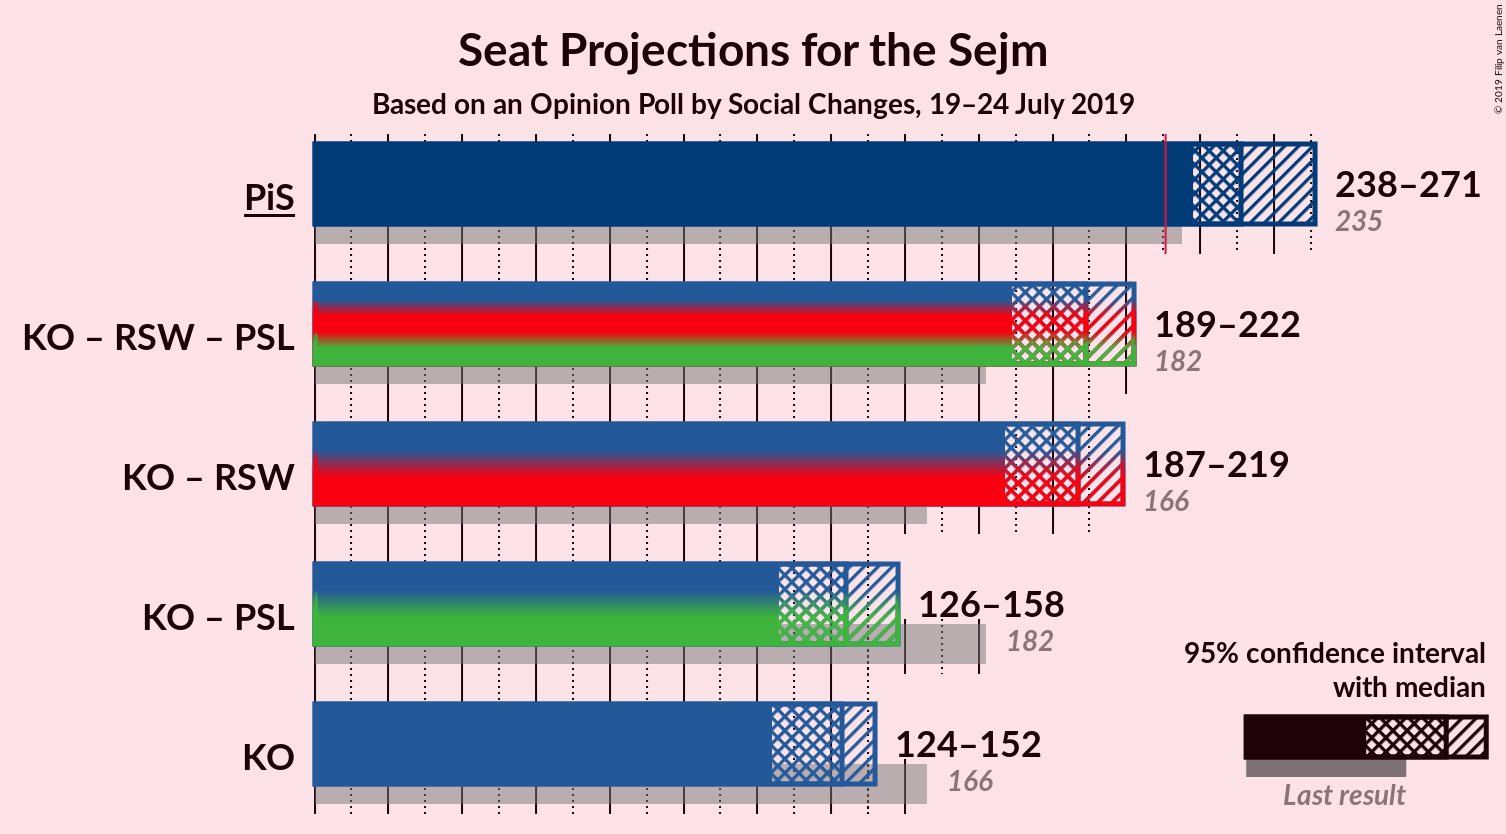 Seat Projections for the Sejm
Based on an Opinion Poll by Social Changes, 19–24 July 2019
© 2019 Filip van Laenen
PiS
238–271
235
KO – RSW – PSL
189–222
182
KO – RSW
187–219
166
KO – PSL
126–158
182
KO
124–152
166
95% confidence interval
with median
Last result